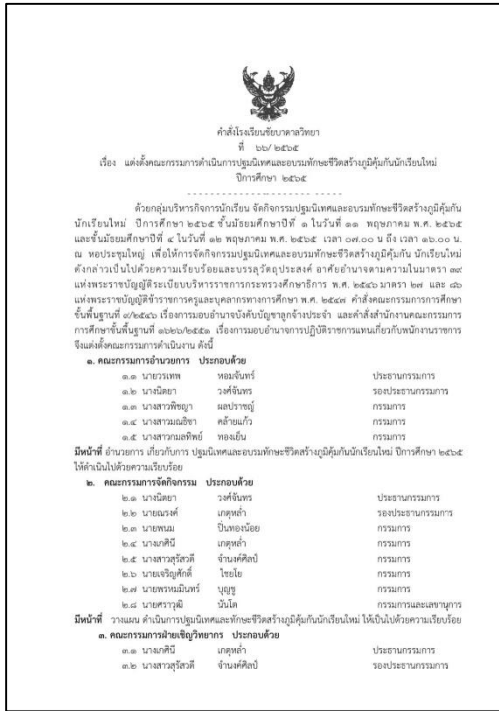 คำสั่งโรงเรียนชัยบาดาลวิทยา
ที่ ๖๖/ ๒๕๖๕
เรื่อง แต่งตั้งคณะกรรมการดำเนินการปฐมนิเทศและอบรมทักษะชีวิตสร้างภูมิคุ้มกันนักเรียนใหม่
ปีการศึกษา ๒๕๖๕
ด้วยกลุ่มบริหารกิจการนักเรียน จัดกิจกรรมปฐมนิเทศและอบรมทักษะชีวิตสร้างภูมิคุ้มกัน
นักเรียนใหม่ ปีการศึกษา ๒๕๖๕ ชั้นมัธยมศึกษาปีที่ ๑ ในวันที่ ๑๑ พฤษภาคม พ.ศ. ๒๕๖๕
และชั้นมัธยมศึกษาปีที่ ๔ ในวันที่ ๑๒ พฤษภาคม พ.ศ. ๒๕๖๕ เวลา ๐๗.๐๐ น ถึง เวลา ๑๖.๐๐ น.
ณ หอประชุมใหญ่ เพื่อให้การจัดกิจกรรมปฐมนิเทศและอบรมทักษะชีวิตสร้างภูมิคุ้มกัน นักเรียนใหม่
ดังกล่าวเป็นไปด้วยความเรียบร้อยและบรรลุวัตถุประสงค์ อาศัยอำนาจตามความในมาตรา ๓๙
แห่งพระราชบัญญัติระเบียบบริหารราชการกระทรวงศึกษาธิการ พ.ศ. ๒๕๔๖ มาตรา ๒๗ และ ๘๖
แห่งพระราชบัญญัติข้าราชการครูและบุคลากรทางการศึกษา พ.ศ. ๒๕๔๗ คำสั่งคณะกรรมการการศึกษา
ขั้นพื้นฐานที่ ๙/๒๕๔๖ เรื่องการมอบอำนาจบังคับบัญชาลูกจ้างประจำ และคำสั่งสำนักงานคณะกรรมการ
การศึกษาขั้นพื้นฐานที่ ๑๖๒๖/๒๕๕๑ เรื่องการมอบอำนาจการปฏิบัติราชการแทนเกี่ยวกับพนักงานราชการ
จึงแต่งตั้งคณะกรรมการดำเนินงาน ดังนี้
๑. คณะกรรมการอำนวยการ ประกอบด้วย
๑.๑ นายวรเทพ หอมจันทร์ ประธานกรรมการ
๑.๒ นางนิตยา วงศ์จันทร รองประธานกรรมการ
๑.๓ นางสาวพิชญา ผลปราชญ์ กรรมการ
๑.๔ นางสาวมณธิชา คล้ายแก้ว กรรมการ
๑.๕ นางสาวกมลทิพย์ ทองเย็น กรรมการ
มีหน้าที่ อำนวยการ เกี่ยวกับการ ปฐมนิเทศและอบรมทักษะชีวิตสร้างภูมิคุ้มกันนักเรียนใหม่ ปีการศึกษา ๒๕๖๕
ให้ดำเนินไปด้วยความเรียบร้อย
๒. คณะกรรมการจัดกิจกรรม ประกอบด้วย
๒.๑ นางนิตยา วงศ์จันทร ประธานกรรมการ
๒.๒ นายณรงค์ เกตุหล่ำ รองประธานกรรมการ
๒.๓ นายพนม ปิ่นทองน้อย กรรมการ
๒.๔ นางเกศินี เกตุหล่ำ กรรมการ
๒.๕ นางสาวสุรัสวดี จำนงค์ศิลป์ กรรมการ
๒.๖ นายเจริญศักดิ์ ไชยโย กรรมการ
๒.๗ นายพรหมมินทร์ บุญชู กรรมการ
๒.๘ นายศราวุฒิ นันโต กรรมการและเลขานุการ
มีหน้าที่ วางแผน ดำเนินการปฐมนิเทศและทักษะชีวิตสร้างภูมิคุ้มกันนักเรียนใหม่ ให้เป็นไปด้วยความเรียบร้อย
๓. คณะกรรมการฝ่ายเชิญวิทยากร ประกอบด้วย
๓.๑ นางเกศินี เกตุหล่ำ ประธานกรรมการ
๓.๒ นางสาวสุรัสวดี จำนงค์ศิลป์ รองประธานกรรมการ